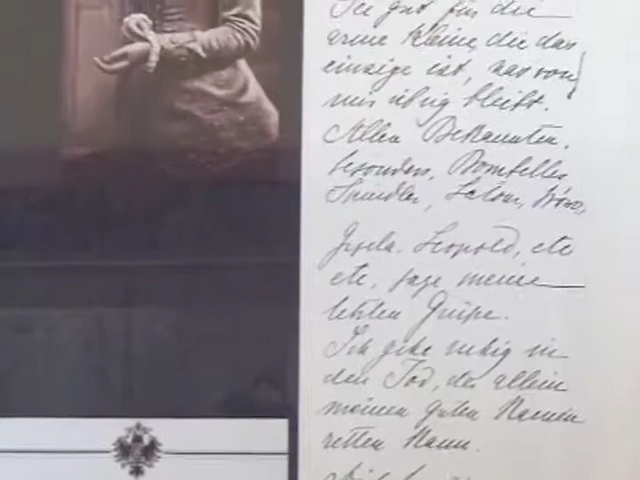 sei gut für die
arme Kleine, die das
einzige ist, was von
mir übrig bleibt.
Allen Bekannten,
besonders, Bombelles,
Spindler, Latour, Nowo,
Gisela, Leopold, etc
etc, sage meine
letzten Grüße.
Ich gehe ruhig in
den Tod, der allein
meinen guten Namen
retten kann.